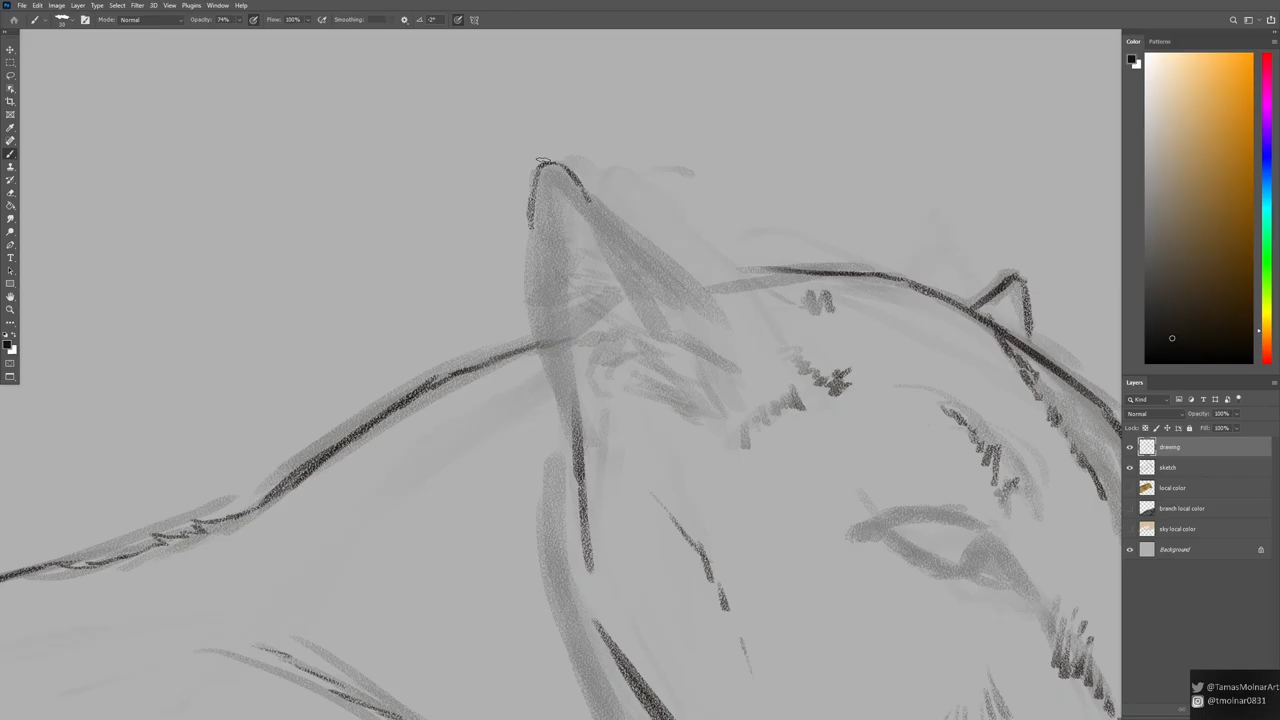 File Edit Image Layer Type Select Filter 3D View Plugins Window Help
20 Mode: Normal Opacity: 74% Flow: 100% Smoothing: -2°
Color Patterns
Layers
Kind
Normal Opacity: 100%
Lock: Fill: 100%
drawing
sketch
local color
branch local color
sky local color
Background
@TamasMolnarArt
@tmolnar0831